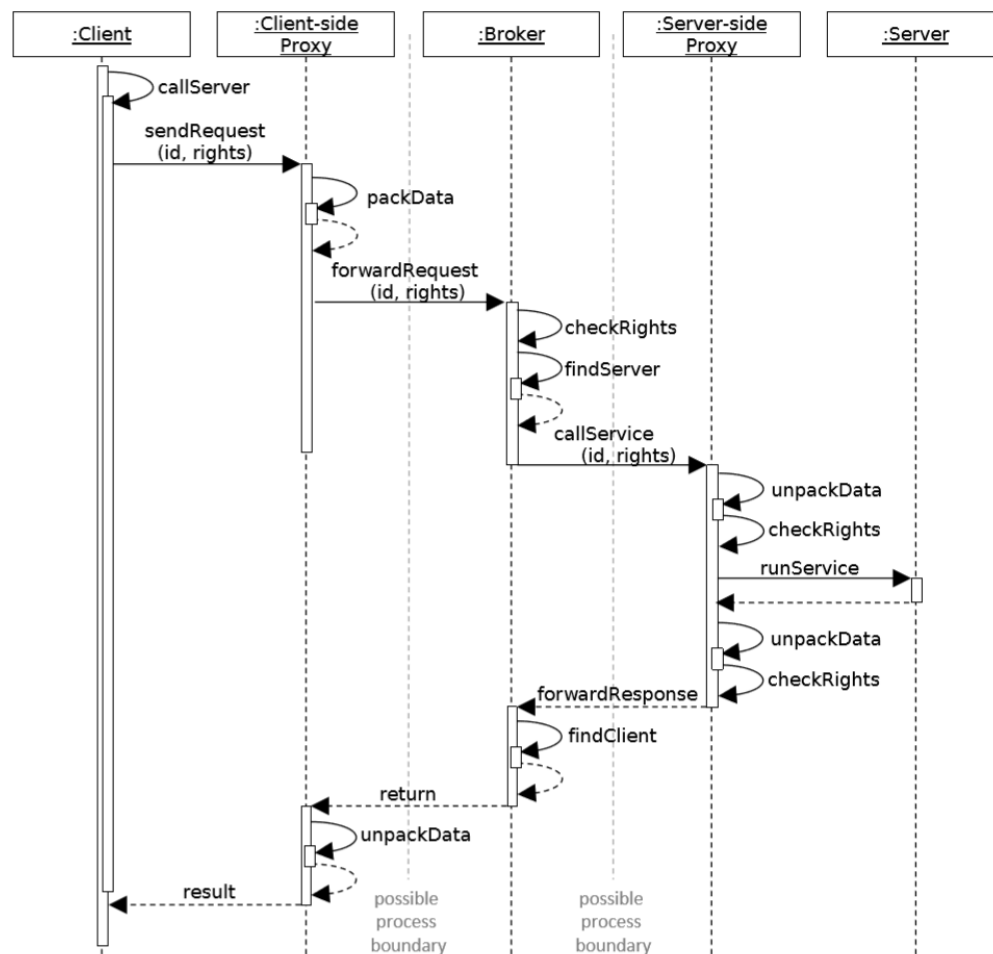 :Client
:Client-side
Proxy
:Broker
:Server-side
Proxy
:Server
callServer
sendRequest
(id, rights)
packData
forwardRequest
(id, rights)
checkRights
findServer
callService
(id, rights)
unpackData
checkRights
runService
unpackData
checkRights
forwardResponse
findClient
return
unpackData
result
possible
process
boundary
possible
process
boundary